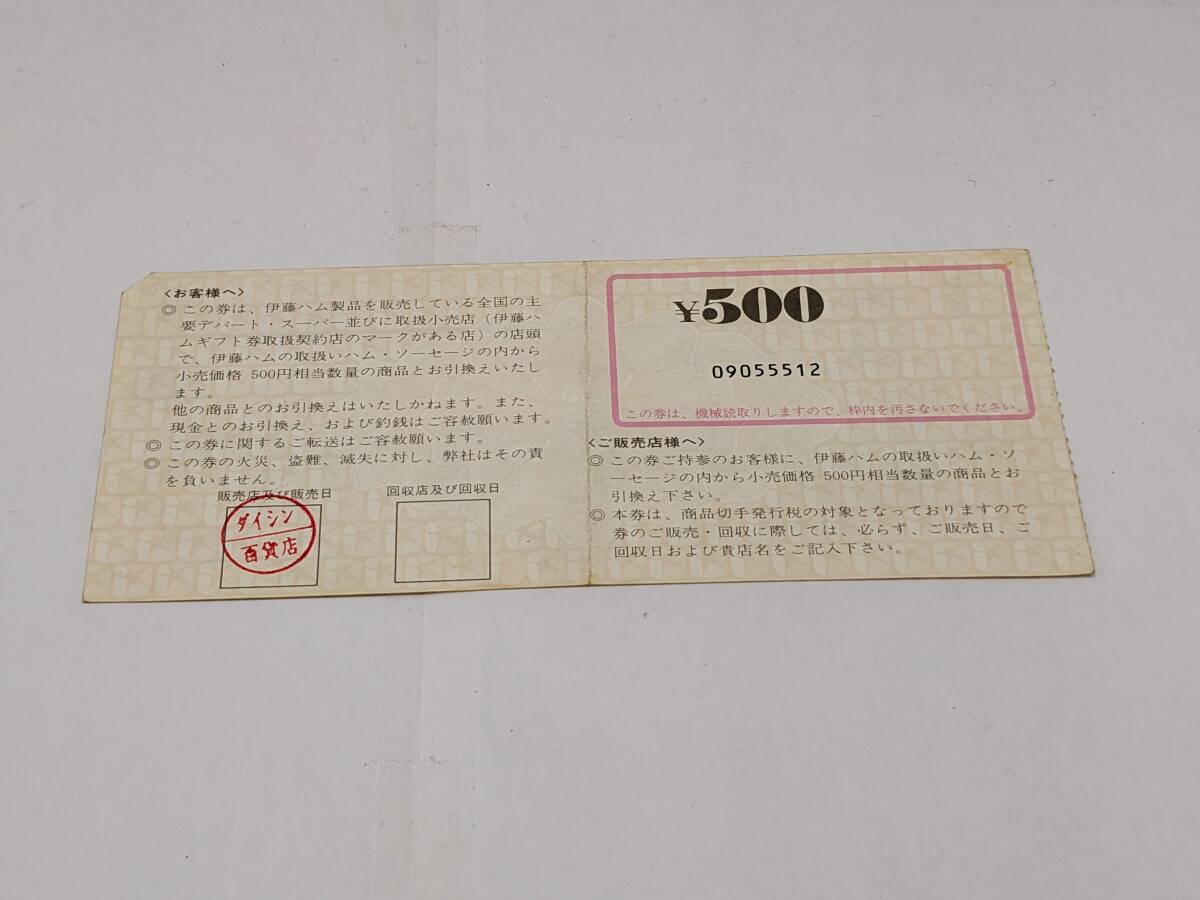 <お客様へ>
◎ この券は、伊藤ハム製品を販売している全国の主
要デパート・スーパー並びに取扱小売店（伊藤ハ
ムギフト券取扱契約店のマークがある店）の店頭
で、伊藤ハムの取扱いハム・ソーセージの内から
小売価格 500円相当数量の商品とお引換えいたし
ます。
他の商品とのお引換えはいたしかねます。また、
現金とのお引換え、および釣銭はご容赦願います。
◎ この券に関するご転送はご容赦願います。
◎ この券の火災、盗難、滅失に対し、弊社はその責
を負いません。
販売店及び販売日
回収店及び回収日
ダイシン
百貨店
¥500
09055512
この券は、機械読取りしますので、枠内を汚さないでください。
<ご販売店様へ>
◎ この券ご持参のお客様に、伊藤ハムの取扱いハム・ソ
ーセージの内から小売価格 500円相当数量の商品とお
引換え下さい。
◎ 本券は、商品切手発行税の対象となっておりますので
券のご販売・回収に際しては、必らず、ご販売日、ご
回収日および貴店名をご記入下さい。